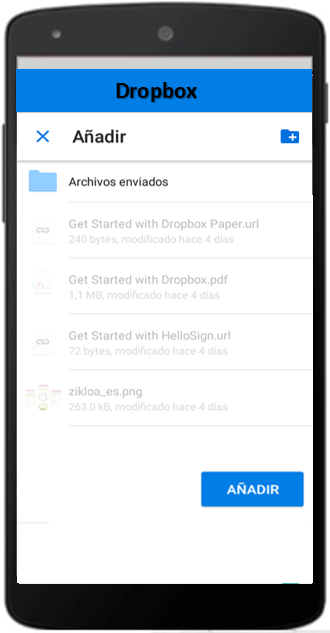 Dropbox
Añadir
Archivos enviados
Get Started with Dropbox Paper.url
240 bytes, modificado hace 4 días
Get Started with Dropbox.pdf
1,1 MB, modificado hace 4 días
Get Started with HelloSign.url
72 bytes, modificado hace 4 días
zikloa_es.png
263,0 kB, modificado hace 4 días
AÑADIR